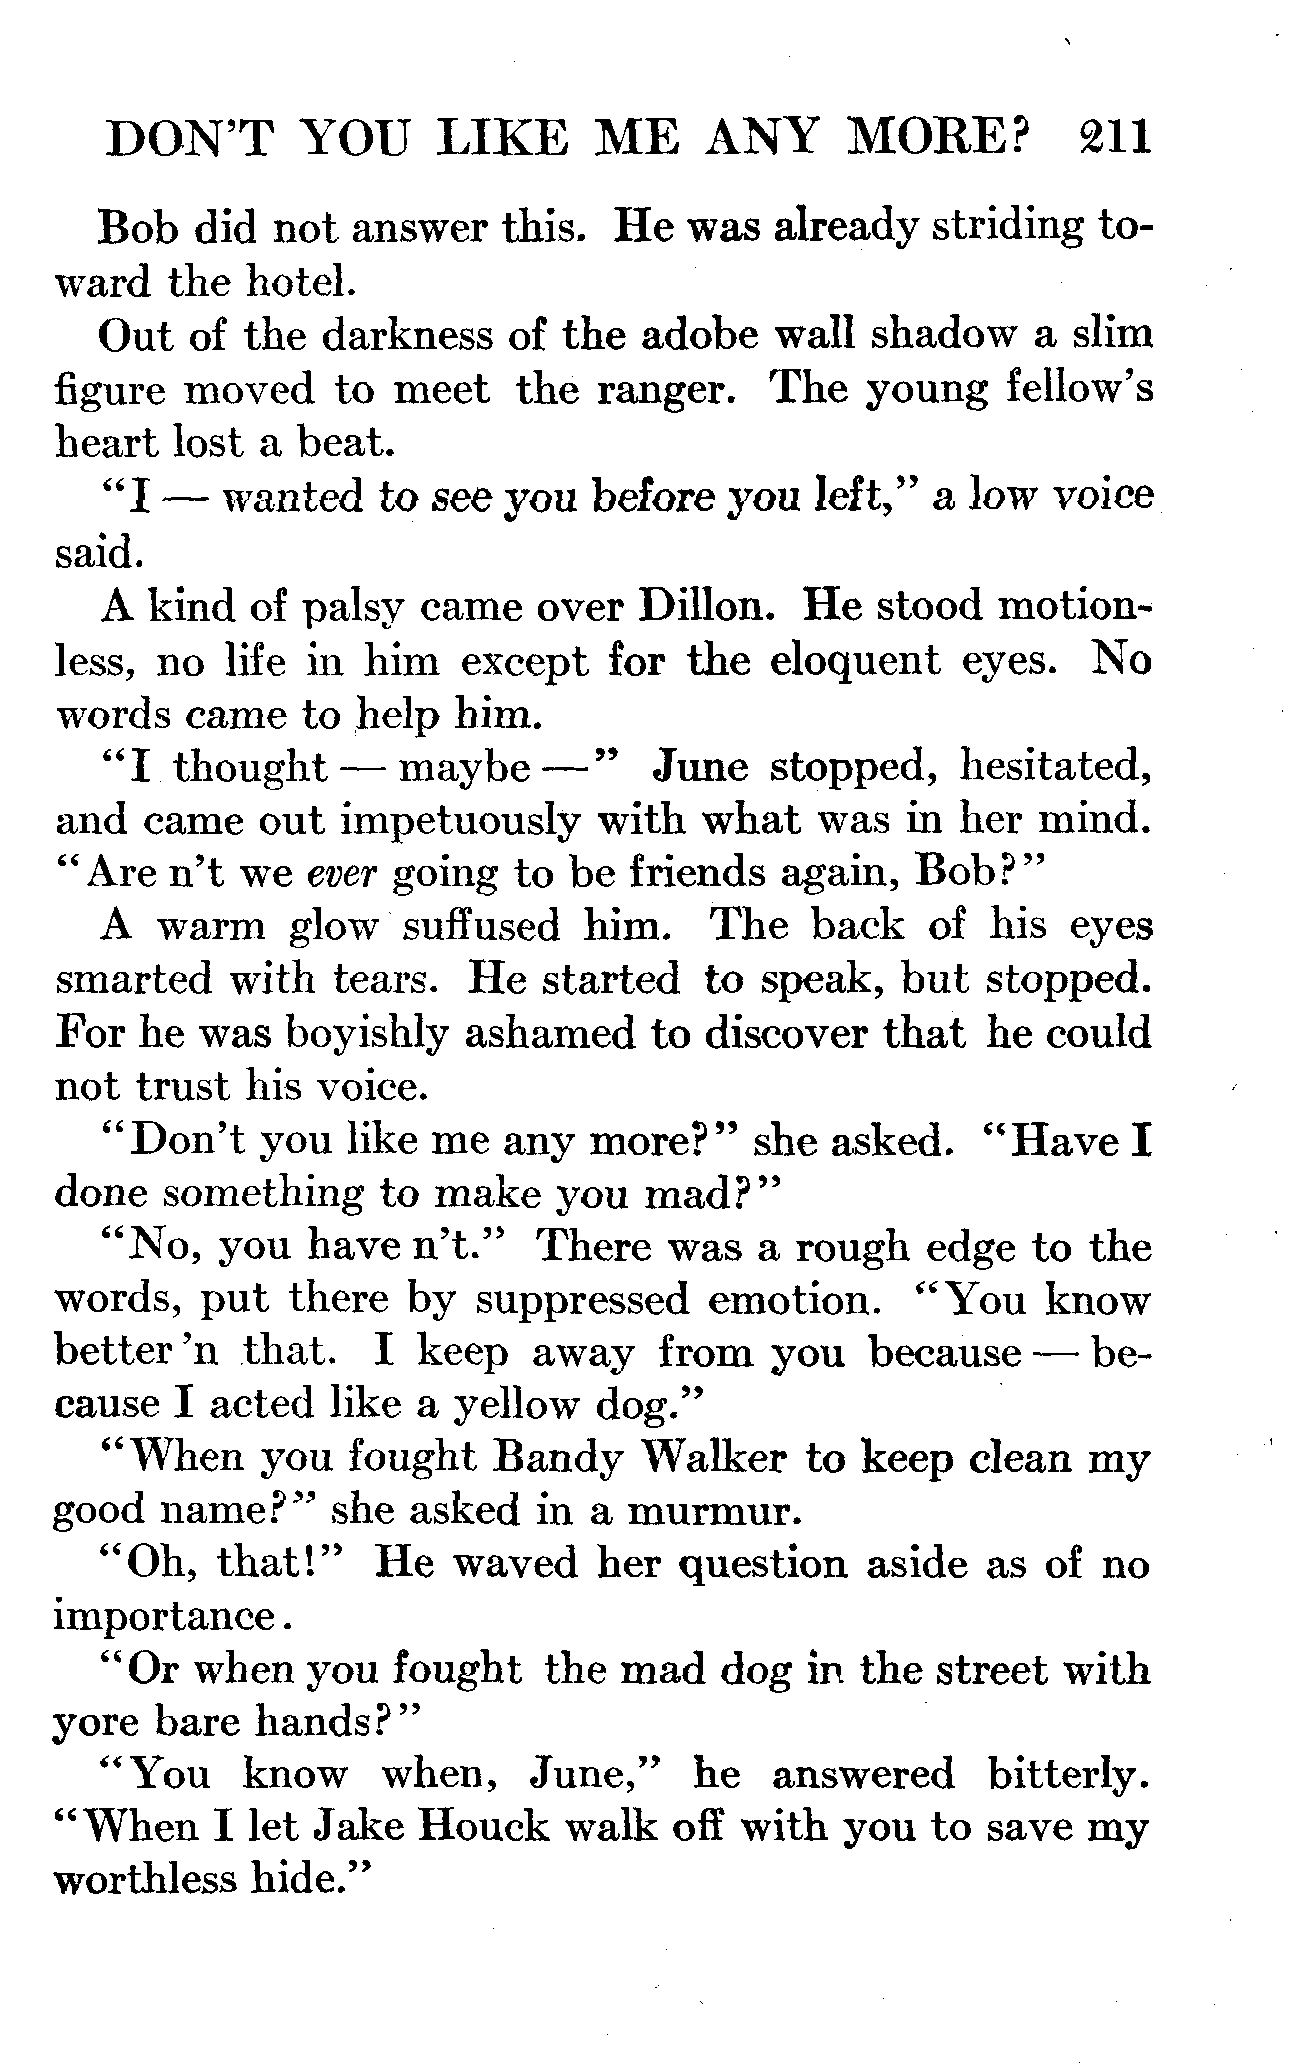 DON'T YOU LIKE ME ANY MORE? 211
Bob did not answer this. He was already striding to-
ward the hotel.
Out of the darkness of the adobe wall shadow a slim
figure moved to meet the ranger. The young fellow's
heart lost a beat.
“I — wanted to see you before you left,” a low voice
said.
A kind of palsy came over Dillon. He stood motion-
less, no life in him except for the eloquent eyes. No
words came to help him.
“I thought — maybe —” June stopped, hesitated,
and came out impetuously with what was in her mind.
“Are n't we ever going to be friends again, Bob?”
A warm glow suffused him. The back of his eyes
smarted with tears. He started to speak, but stopped.
For he was boyishly ashamed to discover that he could
not trust his voice.
“Don't you like me any more?” she asked. “Have I
done something to make you mad?”
“No, you have n't.” There was a rough edge to the
words, put there by suppressed emotion. “You know
better 'n that. I keep away from you because — be-
cause I acted like a yellow dog.”
“When you fought Bandy Walker to keep clean my
good name?” she asked in a murmur.
“Oh, that!” He waved her question aside as of no
importance.
“Or when you fought the mad dog in the street with
yore bare hands?”
“You know when, June,” he answered bitterly.
“When I let Jake Houck walk off with you to save my
worthless hide.”